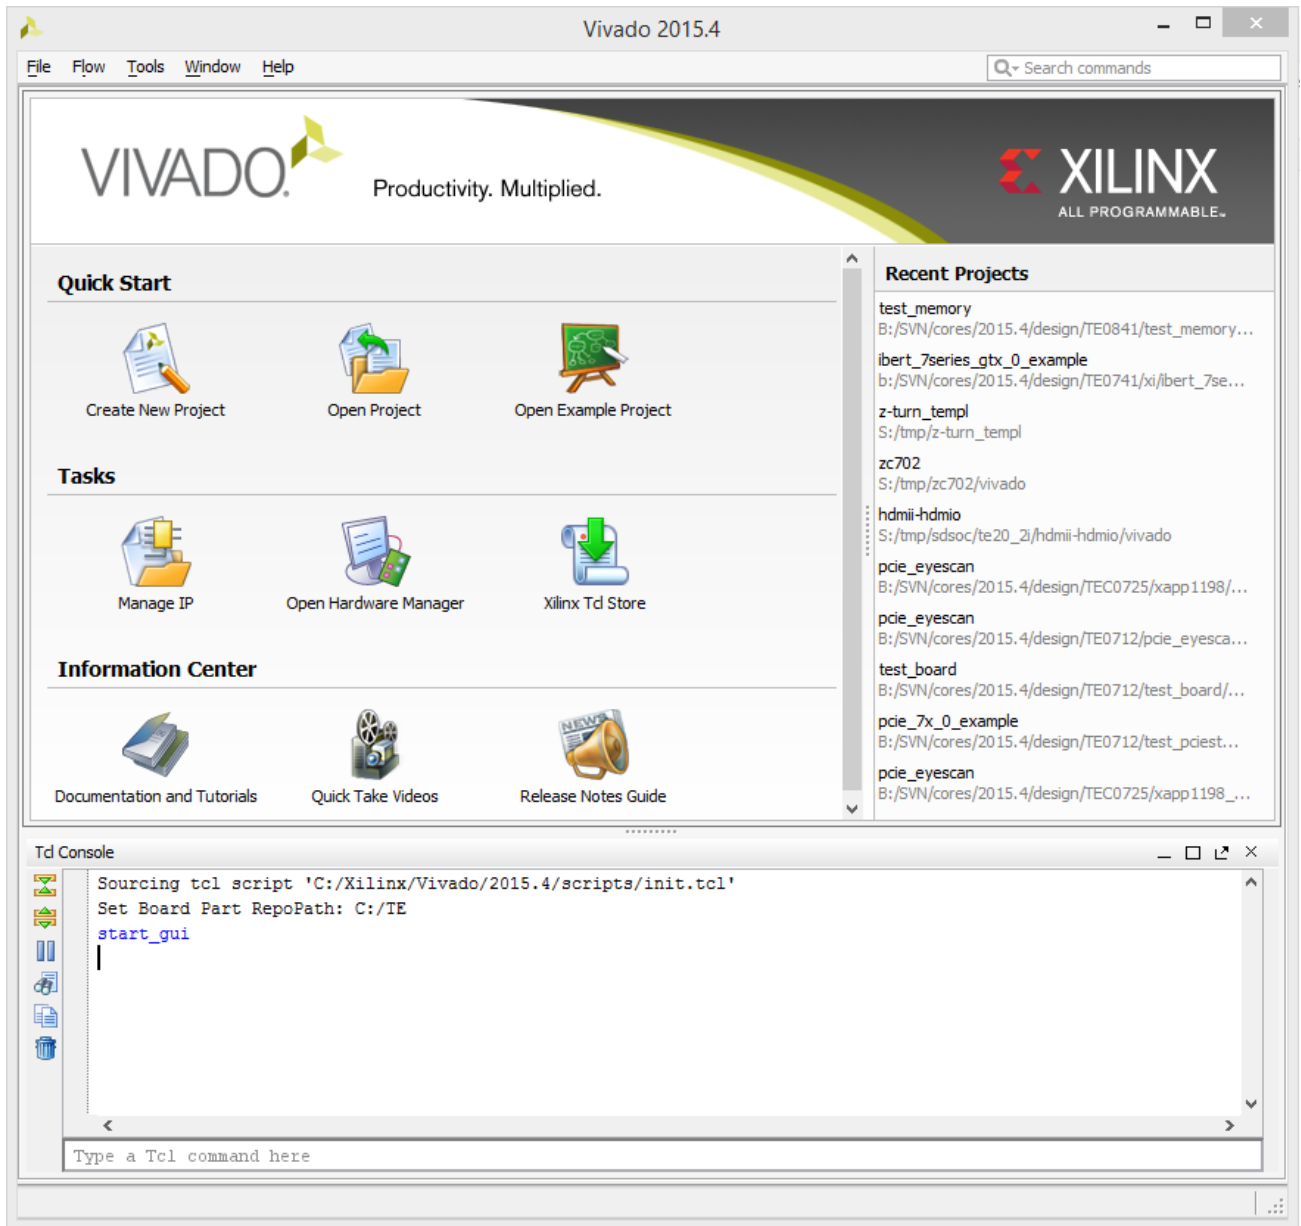 Vivado 2015.4
File Flow Tools Window Help
Search commands
VIVADO.
Productivity. Multiplied.
XILINX
ALL PROGRAMMABLE™
Quick Start
Create New Project
Open Project
Open Example Project
Tasks
Manage IP
Open Hardware Manager
Xilinx Tcl Store
Information Center
NEWS
Documentation and Tutorials
Quick Take Videos
Release Notes Guide
Recent Projects
test_memory
B:/SVN/cores/2015.4/design/TE0841/test_memory...
ibert_7series_gtx_0_example
b:/SVN/cores/2015.4/design/TE0741/xi/ibert_7se...
z-turn_templ
S:/tmp/z-turn_templ
zc702
S:/tmp/zc702/vivado
hdmii-hdmio
S:/tmp/sdsoc/te20_2i/hdmii-hdmio/vivado
pcie_eyescan
B:/SVN/cores/2015.4/design/TEC0725/xapp1198/...
pcie_eyescan
B:/SVN/cores/2015.4/design/TE0712/pcie_eyesca...
test_board
B:/SVN/cores/2015.4/design/TE0712/test_board/...
pcie_7x_0_example
B:/SVN/cores/2015.4/design/TE0712/test_pciest...
pcie_eyescan
B:/SVN/cores/2015.4/design/TEC0725/xapp1198_...
Tcl Console
Sourcing tcl script 'C:/Xilinx/Vivado/2015.4/scripts/init.tcl'
Set Board Part RepoPath: C:/TE
start_gui
Type a Tcl command here